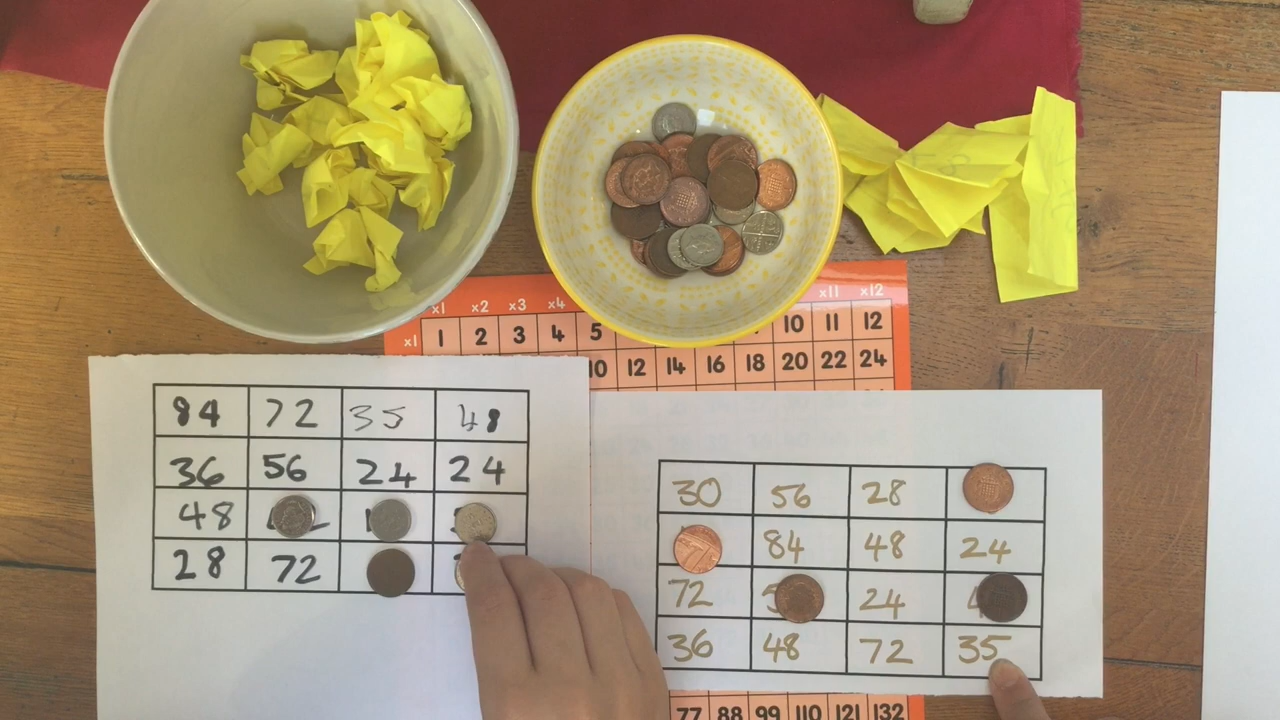 x1 x2 x3 x4 x11 x12
x1 1 2 3 4 5 10 11 12
10 12 14 16 18 20 22 24
84 72 35 48
36 56 24 24
48
28 72
30 56 28
84 48 24
72 24
36 48 72 35
77 88 99 110 121 132